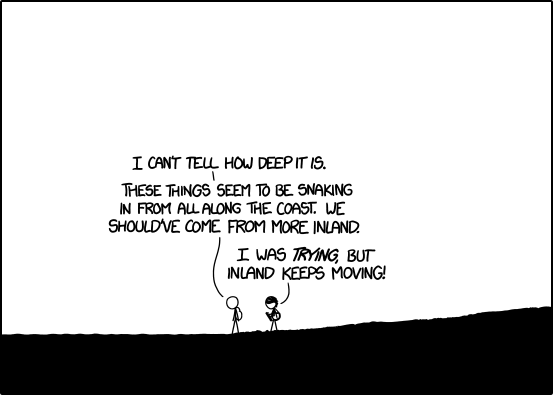 I CAN'T TELL HOW DEEP IT IS.
THESE THINGS SEEM TO BE SNAKING
IN FROM ALL ALONG THE COAST. WE
SHOULD'VE COME FROM MORE INLAND.
I WAS TRYING, BUT
INLAND KEEPS MOVING!